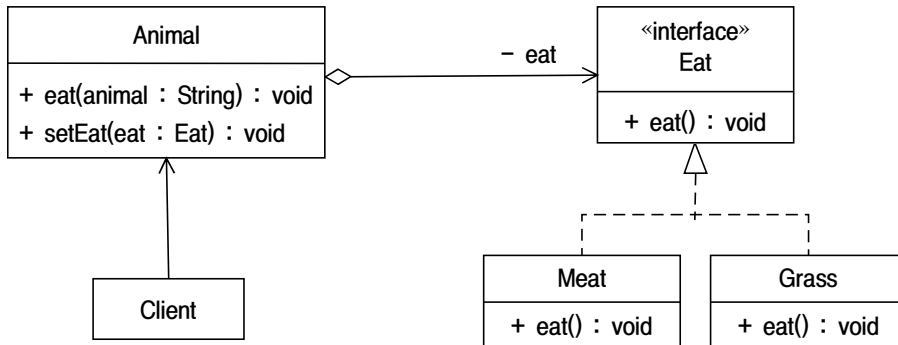 Animal
+ eat(animal : String) : void
+ setEat(eat : Eat) : void
- eat
«interface»
Eat
+ eat() : void
Client
Meat
+ eat() : void
Grass
+ eat() : void